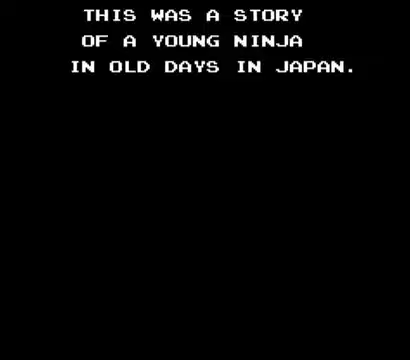 THIS WAS A STORY
OF A YOUNG NINJA
IN OLD DAYS IN JAPAN.